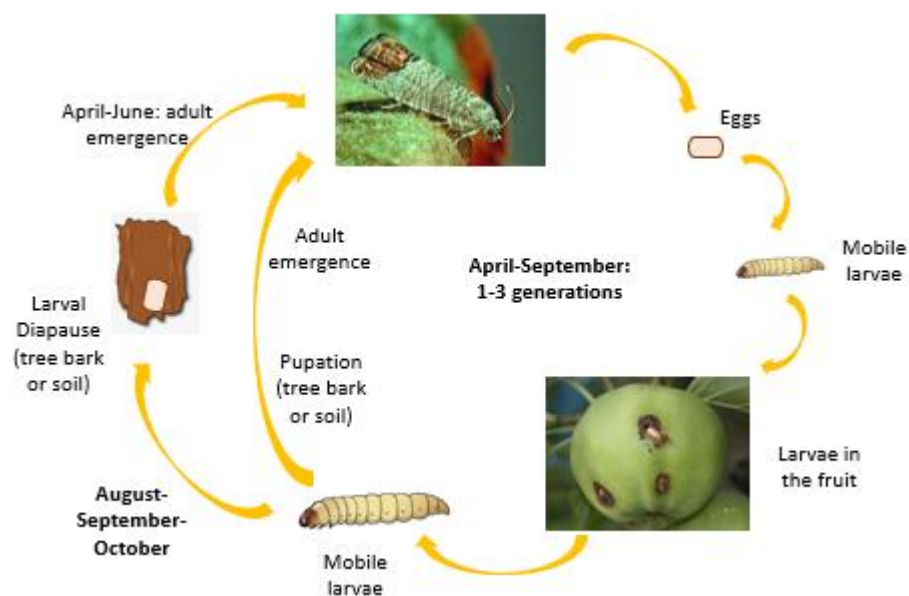 April-June: adult
emergence
Eggs
Adult
emergence
April-September:
1-3 generations
Mobile
larvae
Larval
Diapause
(tree bark
or soil)
Pupation
(tree bark
or soil)
Larvae in
the fruit
August-
September-
October
Mobile
larvae